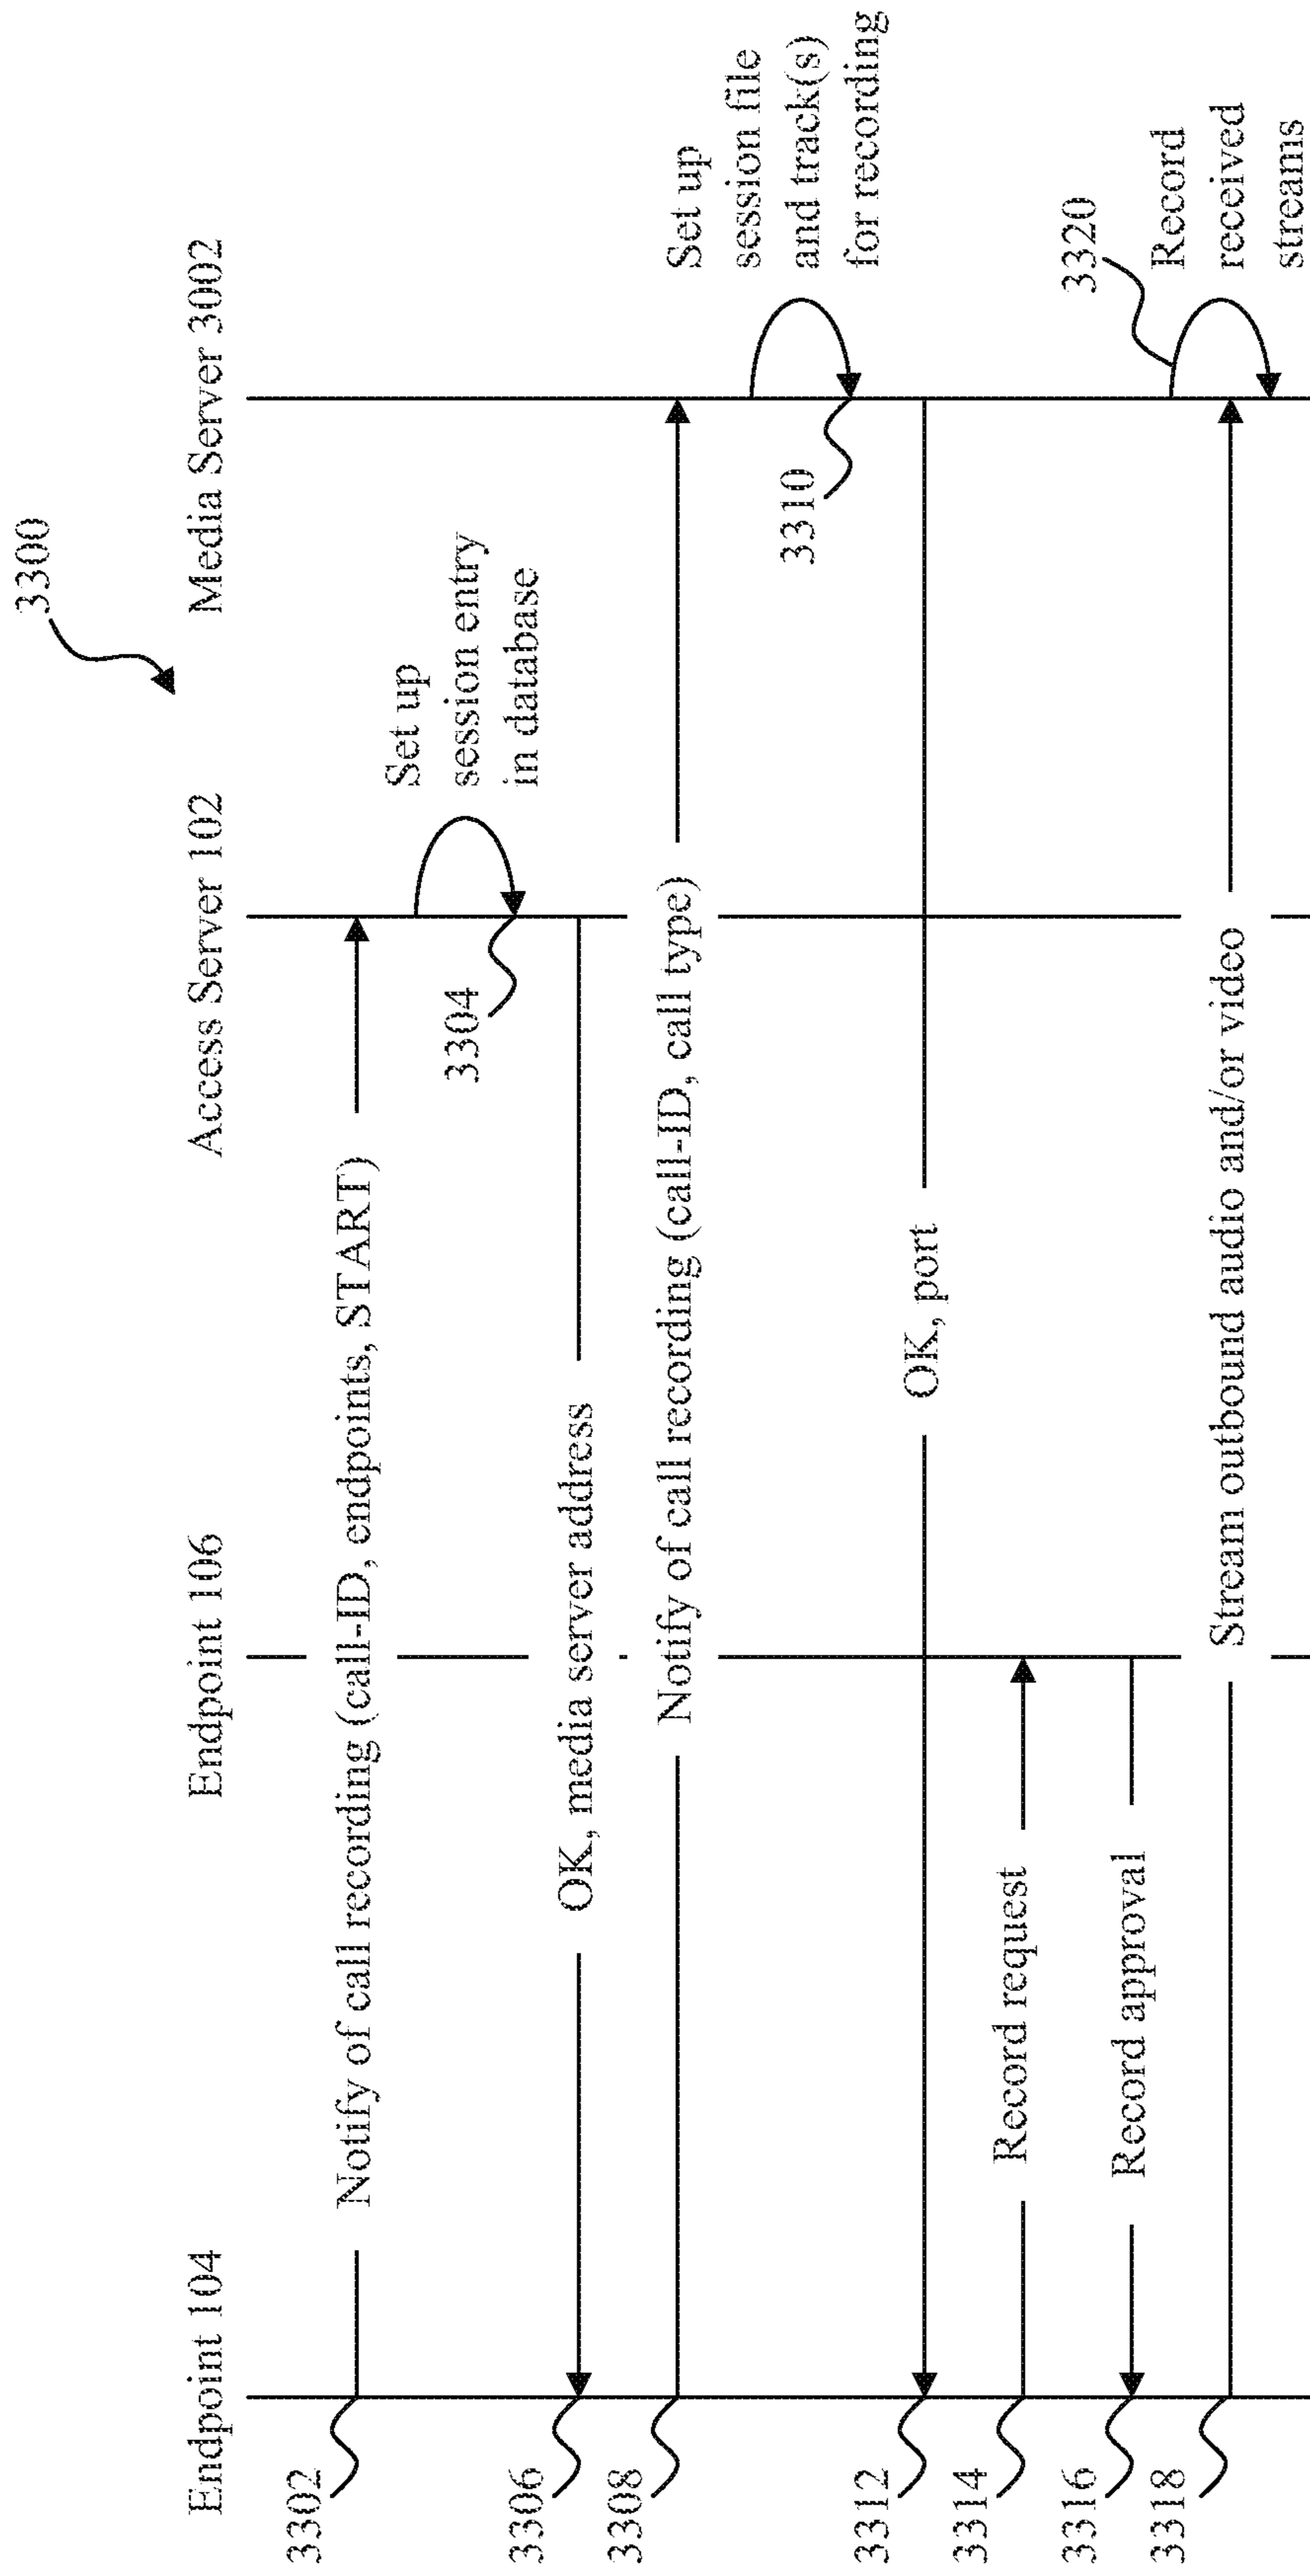 3300
Endpoint 104
Endpoint 106
Access Server 102
Media Server 3002
3302
Notify of call recording (call-ID, endpoints, START)
Set up
session entry
in database
3304
3306
OK, media server address
3308
Notify of call recording (call-ID, call type)
Set up
session file
and track(s)
for recording
3310
3312
OK, port
3314
Record request
3316
Record approval
3318
Stream outbound audio and/or video
3320
Record
received
streams